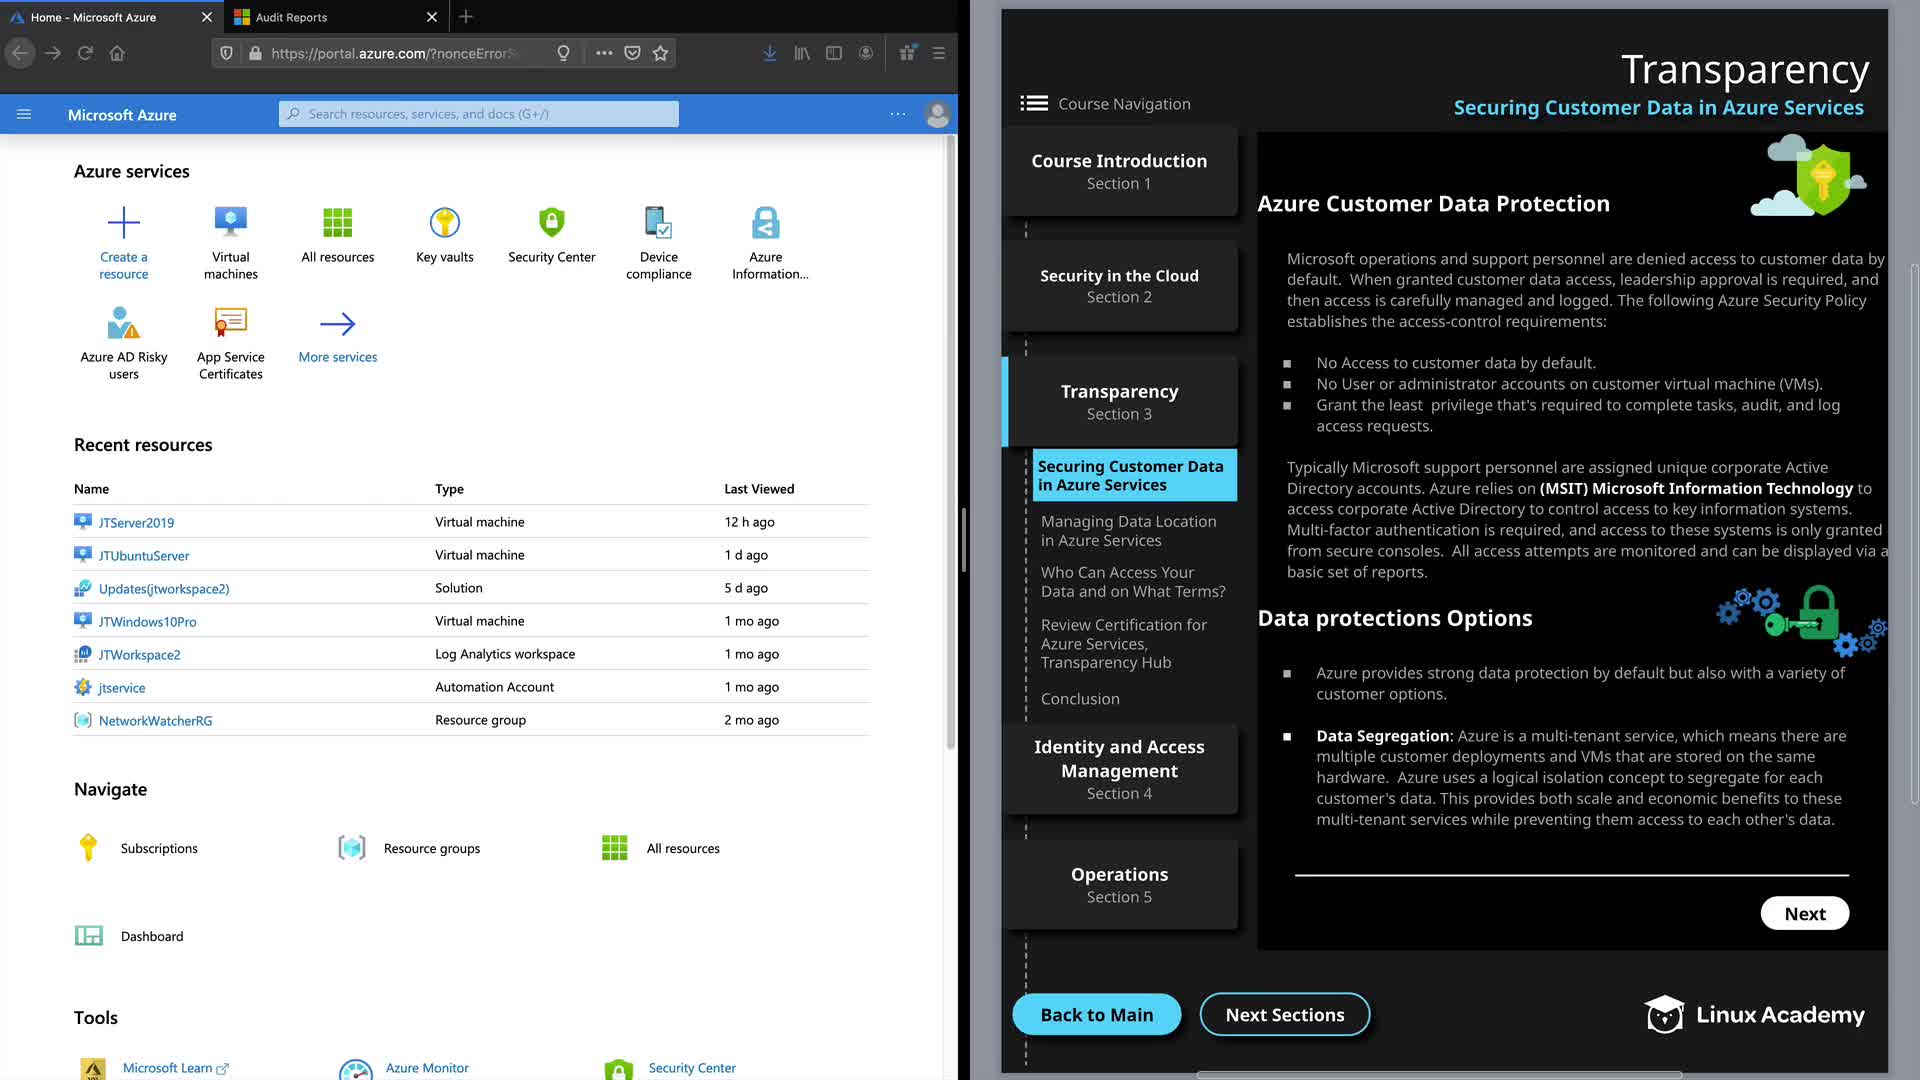 Home - Microsoft Azure
Audit Reports
https://portal.azure.com/?nonceErrorS
Microsoft Azure
Search resources, services, and docs (G+/)
Azure services
Create a resource
Virtual machines
All resources
Key vaults
Security Center
Device compliance
Azure Information...
Azure AD Risky users
App Service Certificates
More services
Recent resources
Name Type Last Viewed
JTServer2019 Virtual machine 12 h ago
JTUbuntuServer Virtual machine 1 d ago
Updates(jtworkspace2) Solution 5 d ago
JTWindows10Pro Virtual machine 1 mo ago
JTWorkspace2 Log Analytics workspace 1 mo ago
jtservice Automation Account 1 mo ago
NetworkWatcherRG Resource group 2 mo ago
Navigate
Subscriptions
Resource groups
All resources
Dashboard
Tools
Microsoft Learn
Azure Monitor
Security Center
Transparency
Securing Customer Data in Azure Services
Course Navigation
Course Introduction
Section 1
Security in the Cloud
Section 2
Transparency
Section 3
Securing Customer Data
in Azure Services
Managing Data Location
in Azure Services
Who Can Access Your
Data and on What Terms?
Review Certification for
Azure Services,
Transparency Hub
Conclusion
Identity and Access
Management
Section 4
Operations
Section 5
Azure Customer Data Protection
Microsoft operations and support personnel are denied access to customer data by
default. When granted customer data access, leadership approval is required, and
then access is carefully managed and logged. The following Azure Security Policy
establishes the access-control requirements:
No Access to customer data by default.
No User or administrator accounts on customer virtual machine (VMs).
Grant the least privilege that's required to complete tasks, audit, and log
access requests.
Typically Microsoft support personnel are assigned unique corporate Active
Directory accounts. Azure relies on (MSIT) Microsoft Information Technology to
access corporate Active Directory to control access to key information systems.
Multi-factor authentication is required, and access to these systems is only granted
from secure consoles. All access attempts are monitored and can be displayed via a
basic set of reports.
Data protections Options
Azure provides strong data protection by default but also with a variety of
customer options.
Data Segregation: Azure is a multi-tenant service, which means there are
multiple customer deployments and VMs that are stored on the same
hardware. Azure uses a logical isolation concept to segregate for each
customer's data. This provides both scale and economic benefits to these
multi-tenant services while preventing them access to each other's data.
Next
Back to Main
Next Sections
Linux Academy